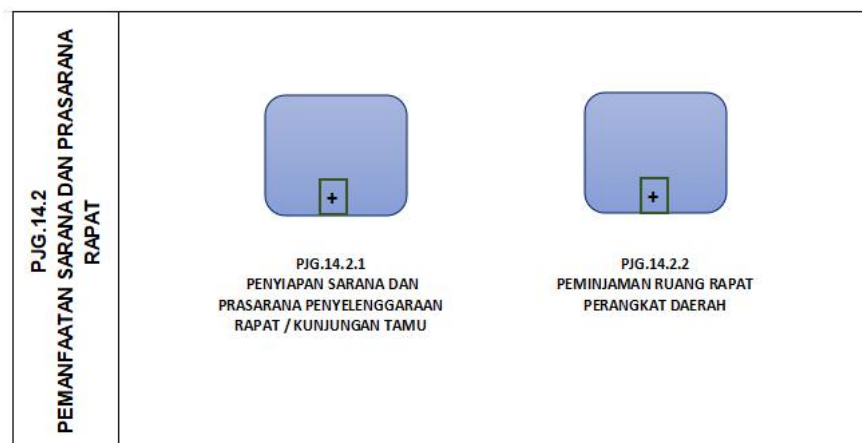 PJG.14.2
PEMANFAATAN SARANA DAN PRASARANA
RAPAT
+
PJG.14.2.1
PENYIAPAN SARANA DAN
PRASARANA PENYELENGGARAAN
RAPAT / KUNJUNGAN TAMU
+
PJG.14.2.2
PEMINJAMAN RUANG RAPAT
PERANGKAT DAERAH